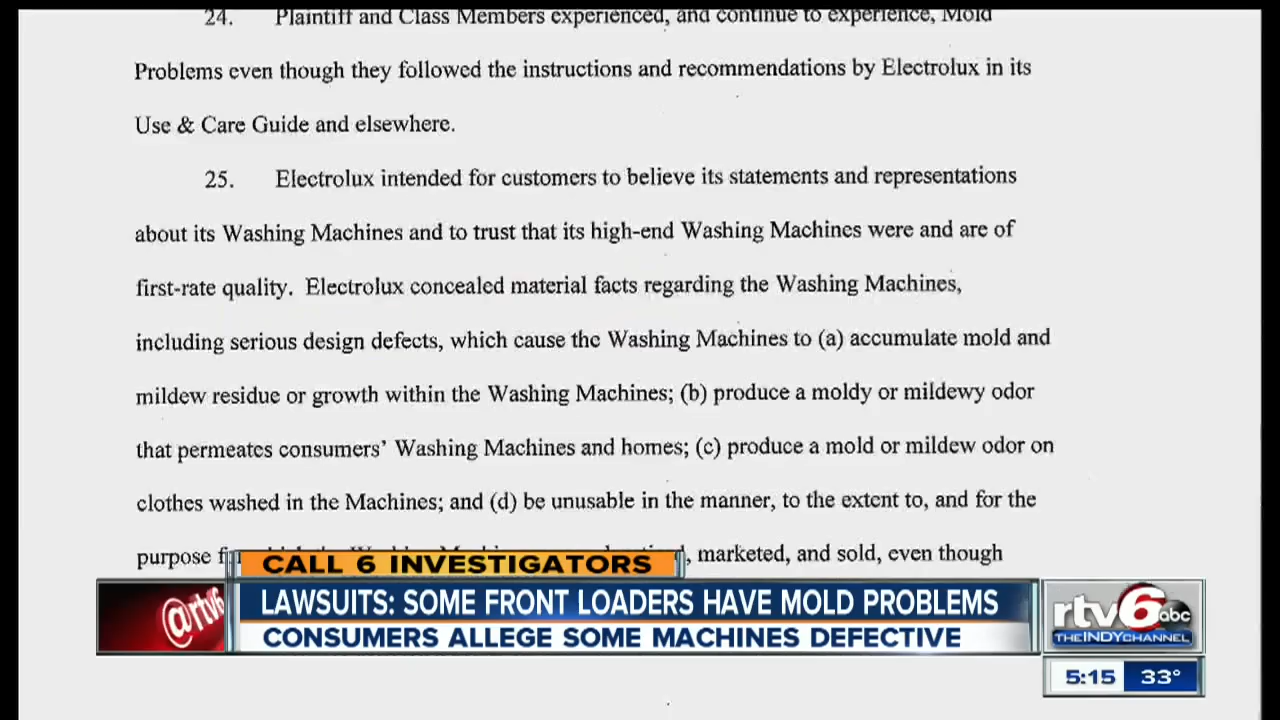 24. Plaintiff and Class Members experienced, and continue to experience, Mold
Problems even though they followed the instructions and recommendations by Electrolux in its
Use & Care Guide and elsewhere.
25. Electrolux intended for customers to believe its statements and representations
about its Washing Machines and to trust that its high-end Washing Machines were and are of
first-rate quality. Electrolux concealed material facts regarding the Washing Machines,
including serious design defects, which cause the Washing Machines to (a) accumulate mold and
mildew residue or growth within the Washing Machines; (b) produce a moldy or mildewy odor
that permeates consumers' Washing Machines and homes; (c) produce a mold or mildew odor on
clothes washed in the Machines; and (d) be unusable in the manner, to the extent to, and for the
purpose , marketed, and sold, even though
CALL 6 INVESTIGATORS
@rtv6
LAWSUITS: SOME FRONT LOADERS HAVE MOLD PROBLEMS
CONSUMERS ALLEGE SOME MACHINES DEFECTIVE
rtv6 abc
THEINDYCHANNEL
5:15 33°